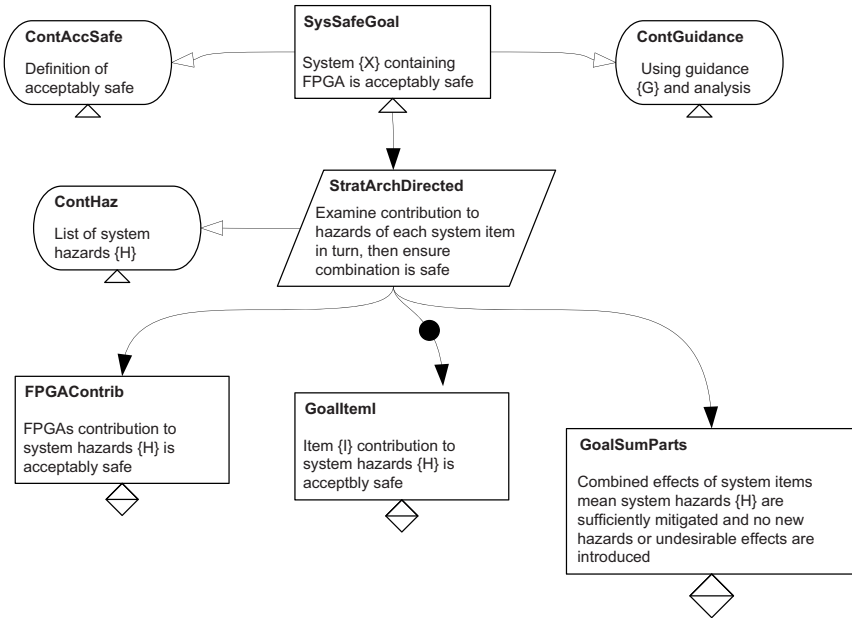 ContAccSafe
Definition of
acceptably safe
SysSafeGoal
System {X} containing
FPGA is acceptably safe
ContGuidance
Using guidance
{G} and analysis
ContHaz
List of system
hazards {H}
StratArchDirected
Examine contribution to
hazards of each system item
in turn, then ensure
combination is safe
FPGAContrib
FPGAs contribution to
system hazards {H} is
acceptably safe
GoalItemI
Item {I} contribution to
system hazards {H} is
acceptbly safe
GoalSumParts
Combined effects of system items
mean system hazards {H} are
sufficiently mitigated and no new
hazards or undesirable effects are
introduced